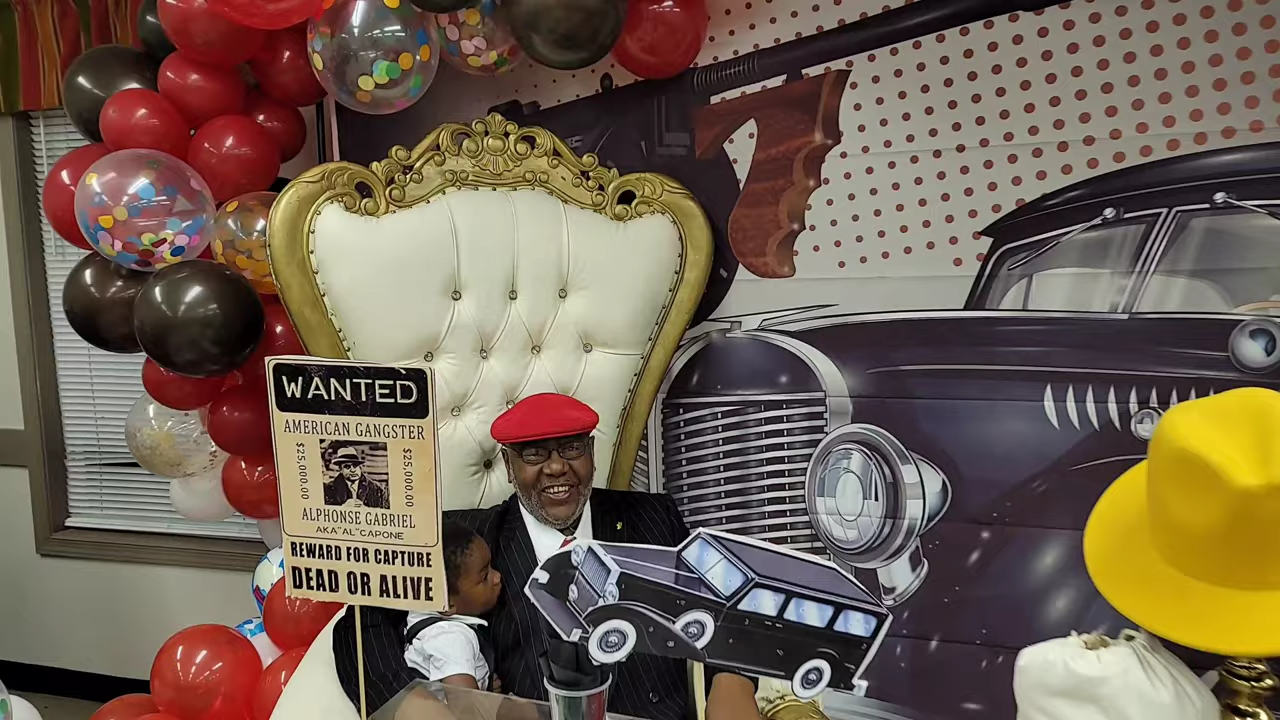 WANTED
AMERICAN GANGSTER
$25,000.00
$25,000.00
ALPHONSE GABRIEL
AKA"AL"CAPONE
REWARD FOR CAPTURE
DEAD OR ALIVE